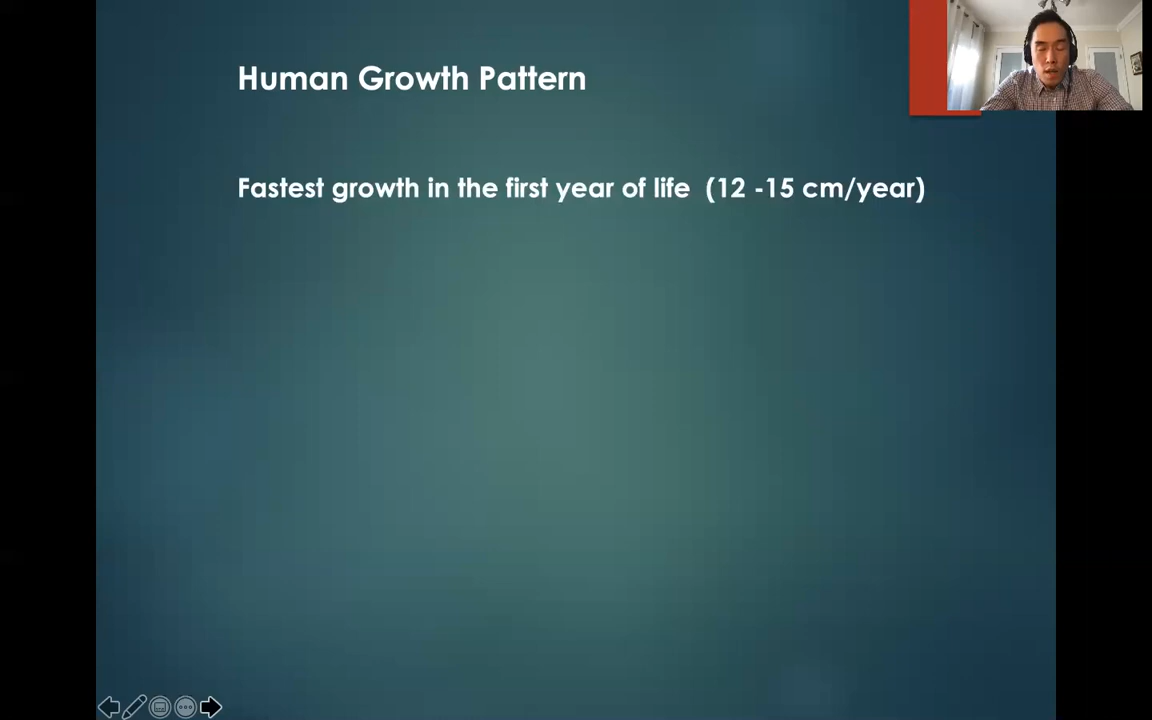 Human Growth Pattern
Fastest growth in the first year of life  (12 -15 cm/year)